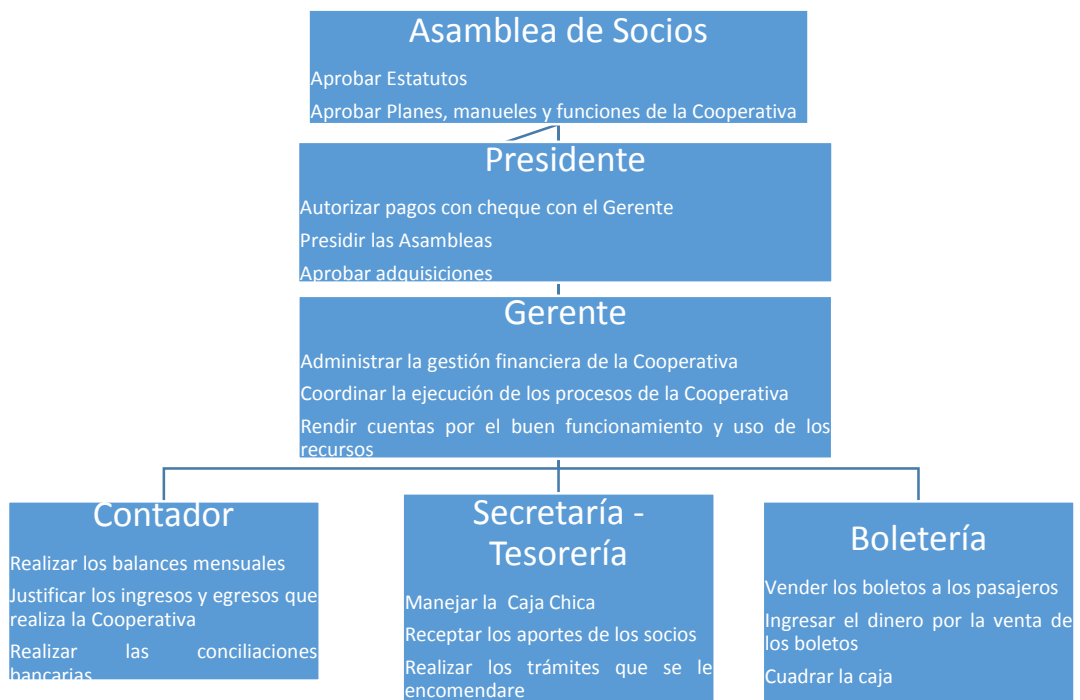 Asamblea de Socios
Aprobar Estatutos
Aprobar Planes, manueles y funciones de la Cooperativa
Presidente
Autorizar pagos con cheque con el Gerente
Presidir las Asambleas
Aprobar adquisiciones
Gerente
Administrar la gestión financiera de la Cooperativa
Coordinar la ejecución de los procesos de la Cooperativa
Rendir cuentas por el buen funcionamiento y uso de los
recursos
Contador
Realizar los balances mensuales
Justificar los ingresos y egresos que
realiza la Cooperativa
Realizar las conciliaciones
bancarias
Secretaría -
Tesorería
Manejar la Caja Chica
Receptar los aportes de los socios
Realizar los trámites que se le
encomendare
Boletería
Vender los boletos a los pasajeros
Ingresar el dinero por la venta de
los boletos
Cuadrar la caja